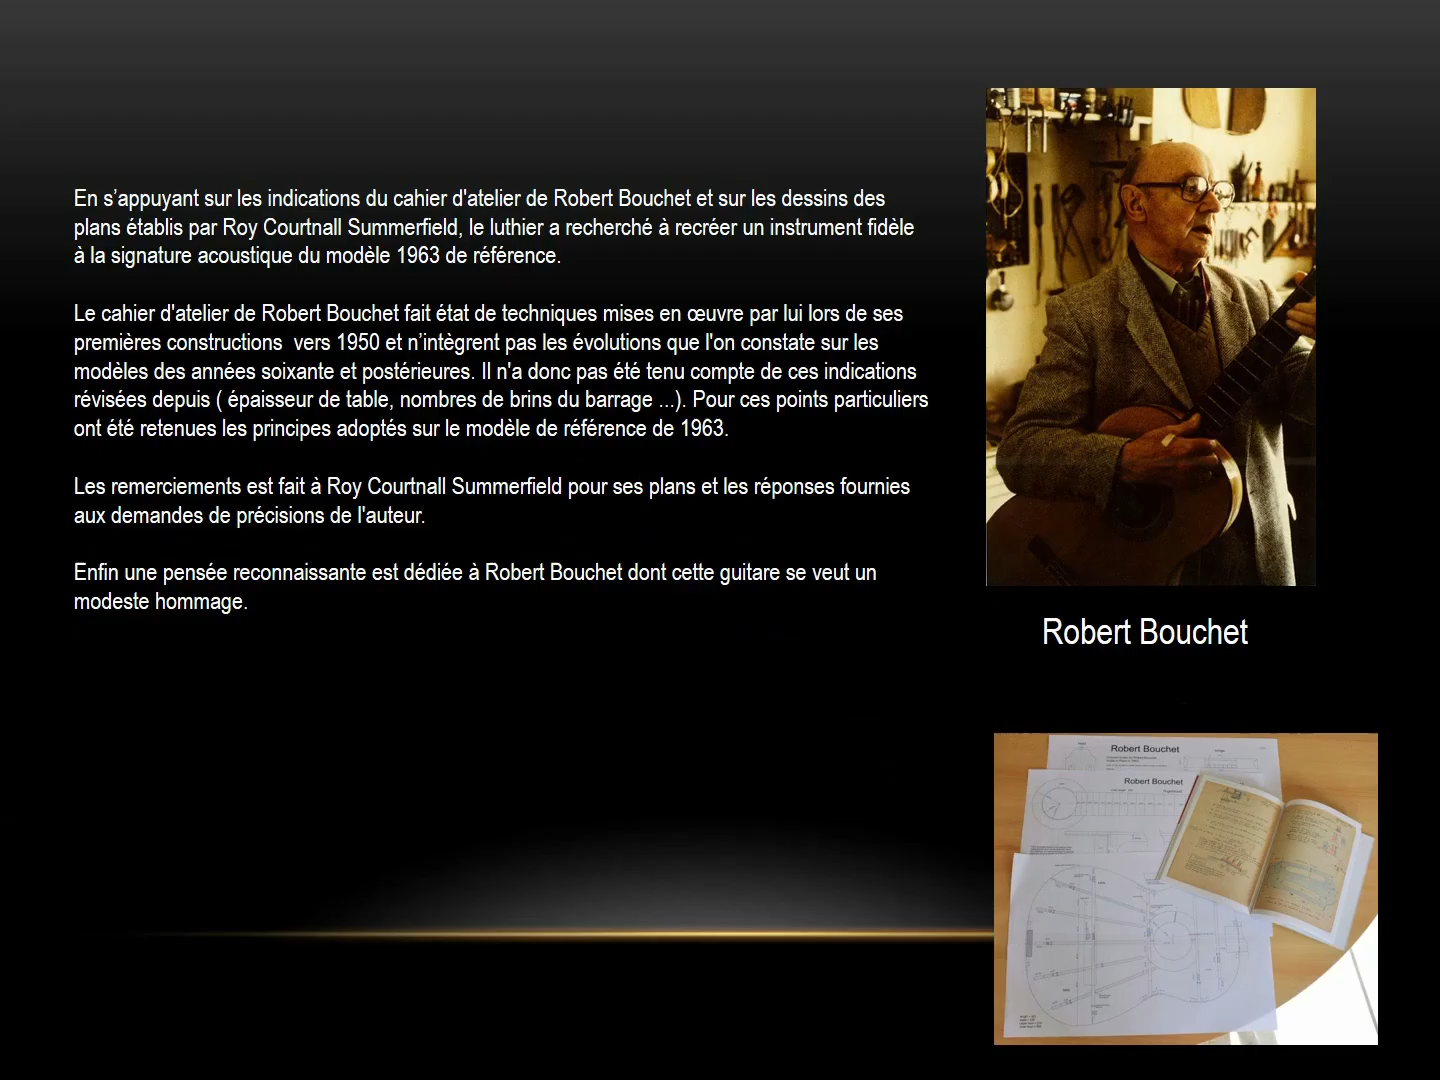 En s’appuyant sur les indications du cahier d'atelier de Robert Bouchet et sur les dessins des
plans établis par Roy Courtnall Summerfield, le luthier a recherché à recréer un instrument fidèle
à la signature acoustique du modèle 1963 de référence.
Le cahier d'atelier de Robert Bouchet fait état de techniques mises en œuvre par lui lors de ses
premières constructions  vers 1950 et n’intègrent pas les évolutions que l'on constate sur les
modèles des années soixante et postérieures. Il n'a donc pas été tenu compte de ces indications
révisées depuis ( épaisseur de table, nombres de brins du barrage ...). Pour ces points particuliers
ont été retenues les principes adoptés sur le modèle de référence de 1963.
Les remerciements est fait à Roy Courtnall Summerfield pour ses plans et les réponses fournies
aux demandes de précisions de l'auteur.
Enfin une pensée reconnaissante est dédiée à Robert Bouchet dont cette guitare se veut un
modeste hommage.
Robert Bouchet
Robert Bouchet
Robert Bouchet